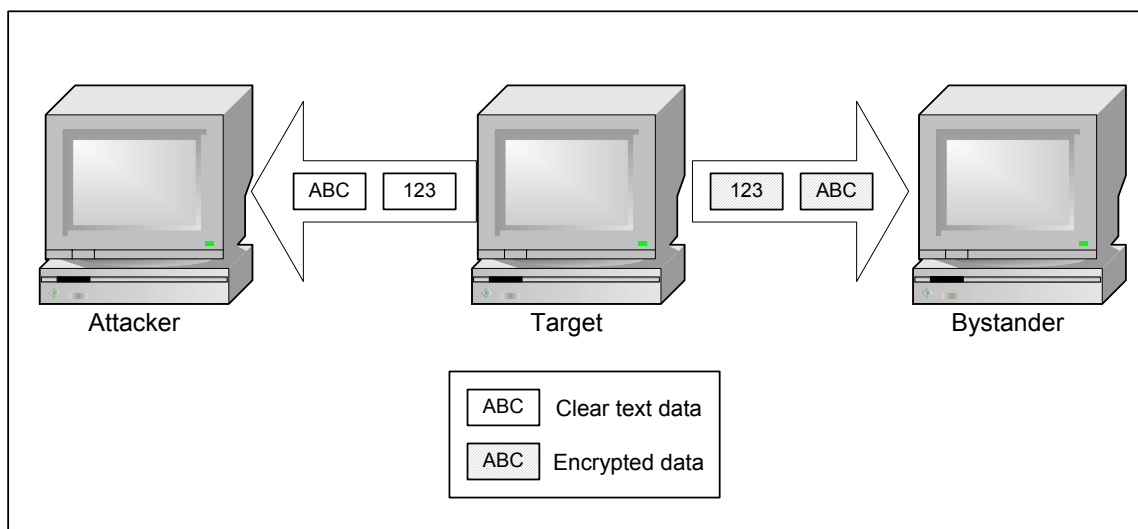 ABC 123 123 ABC
Attacker Target Bystander
ABC Clear text data
ABC Encrypted data